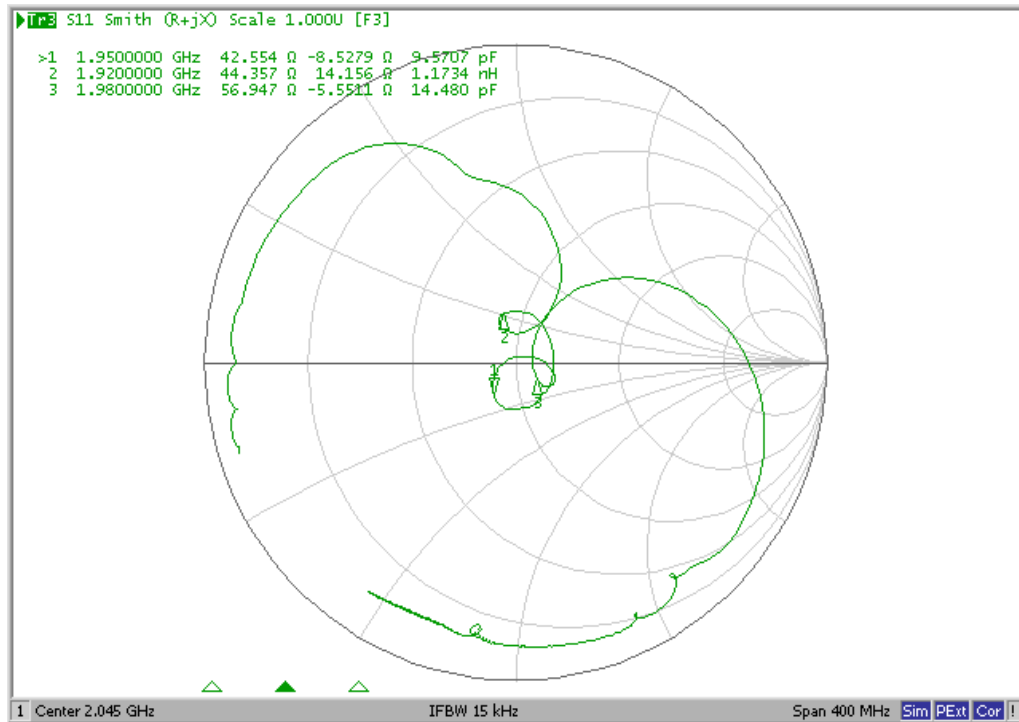 Tr3 S11 Smith (R+jX) Scale 1.000U [F3]
>1 1.9500000 GHz 42.554 Ω -8.5279 Ω 9.5707 pF
2 1.9200000 GHz 44.357 Ω 14.156 Ω 1.1734 nH
3 1.9800000 GHz 56.947 Ω -5.5511 Ω 14.480 pF
2
1
3
1 Center 2.045 GHz IFBW 15 kHz Span 400 MHz Sim PExt Cor !